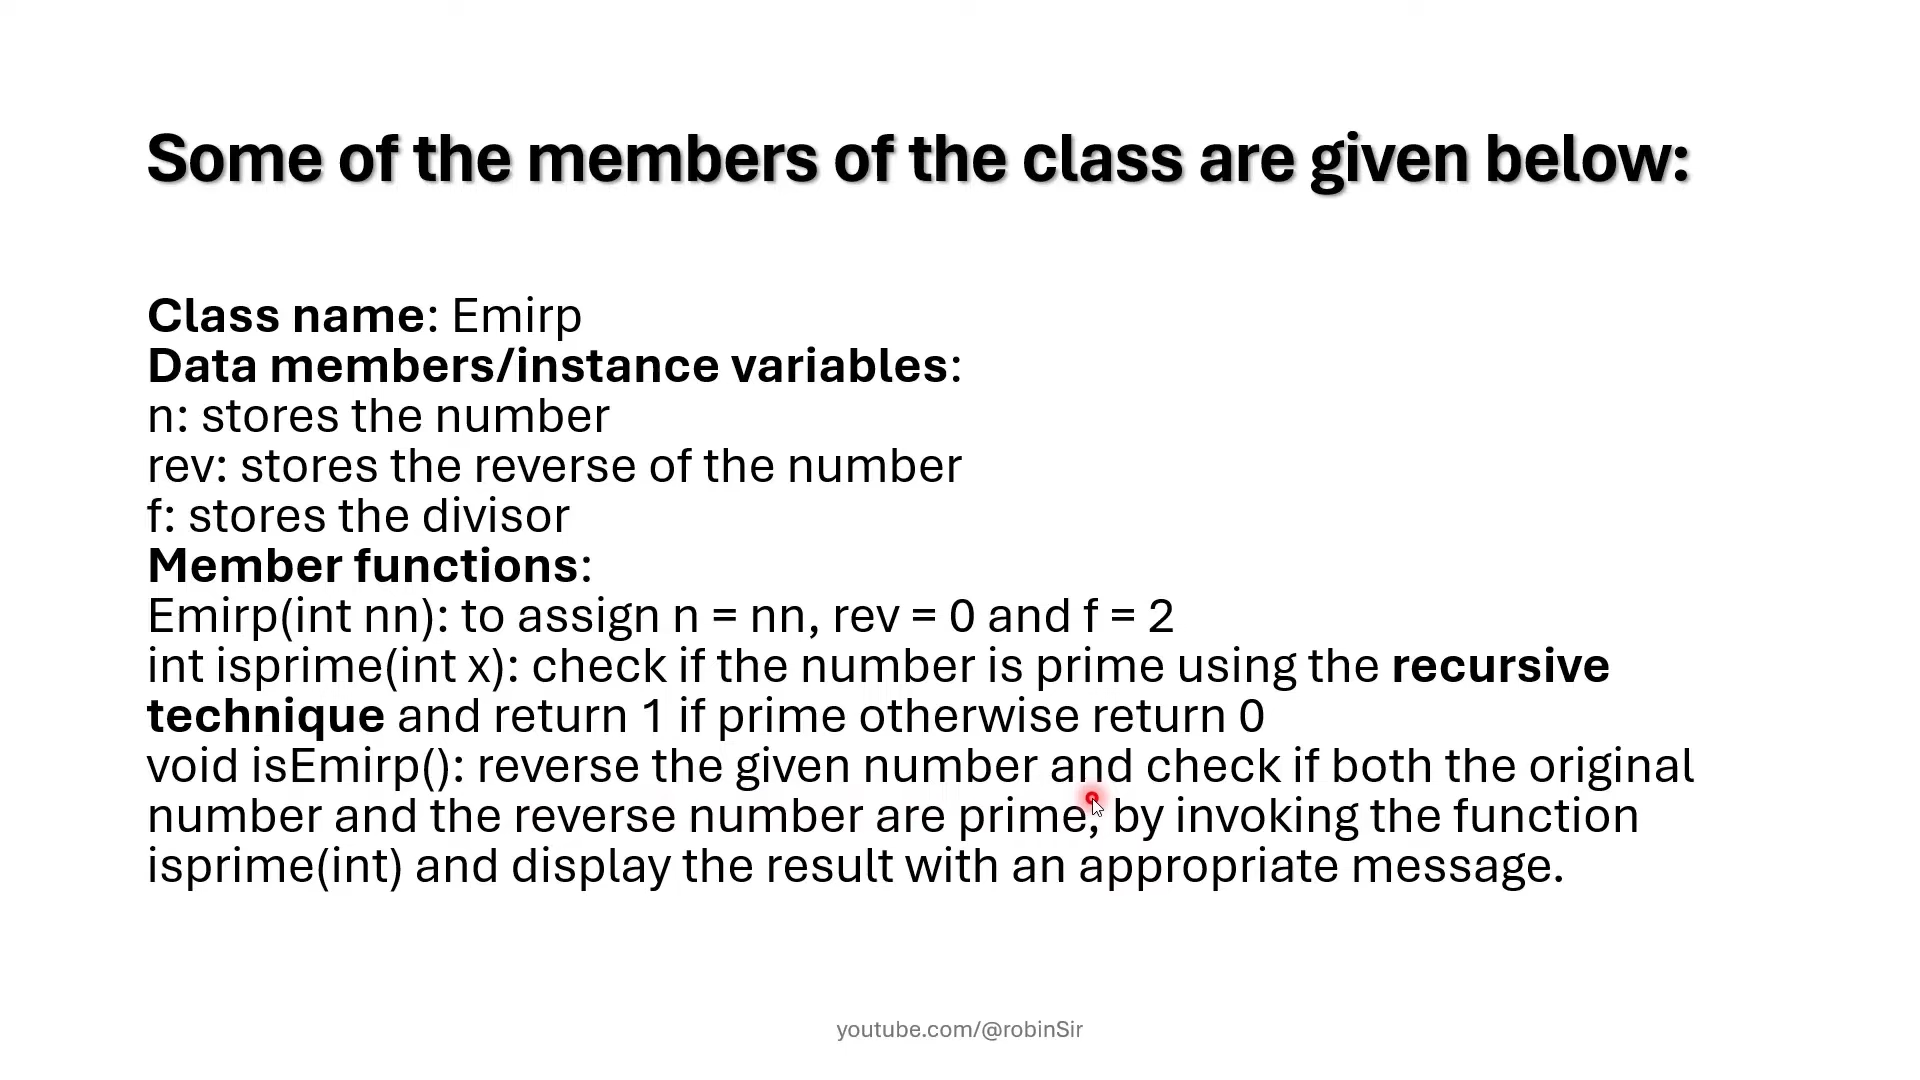 Some of the members of the class are given below:
Class name: Emirp
Data members/instance variables:
n: stores the number
rev: stores the reverse of the number
f: stores the divisor
Member functions:
Emirp(int nn): to assign n = nn, rev = 0 and f = 2
int isprime(int x): check if the number is prime using the recursive
technique and return 1 if prime otherwise return 0
void isEmirp(): reverse the given number and check if both the original
number and the reverse number are prime, by invoking the function
isprime(int) and display the result with an appropriate message.
youtube.com/@robinSir